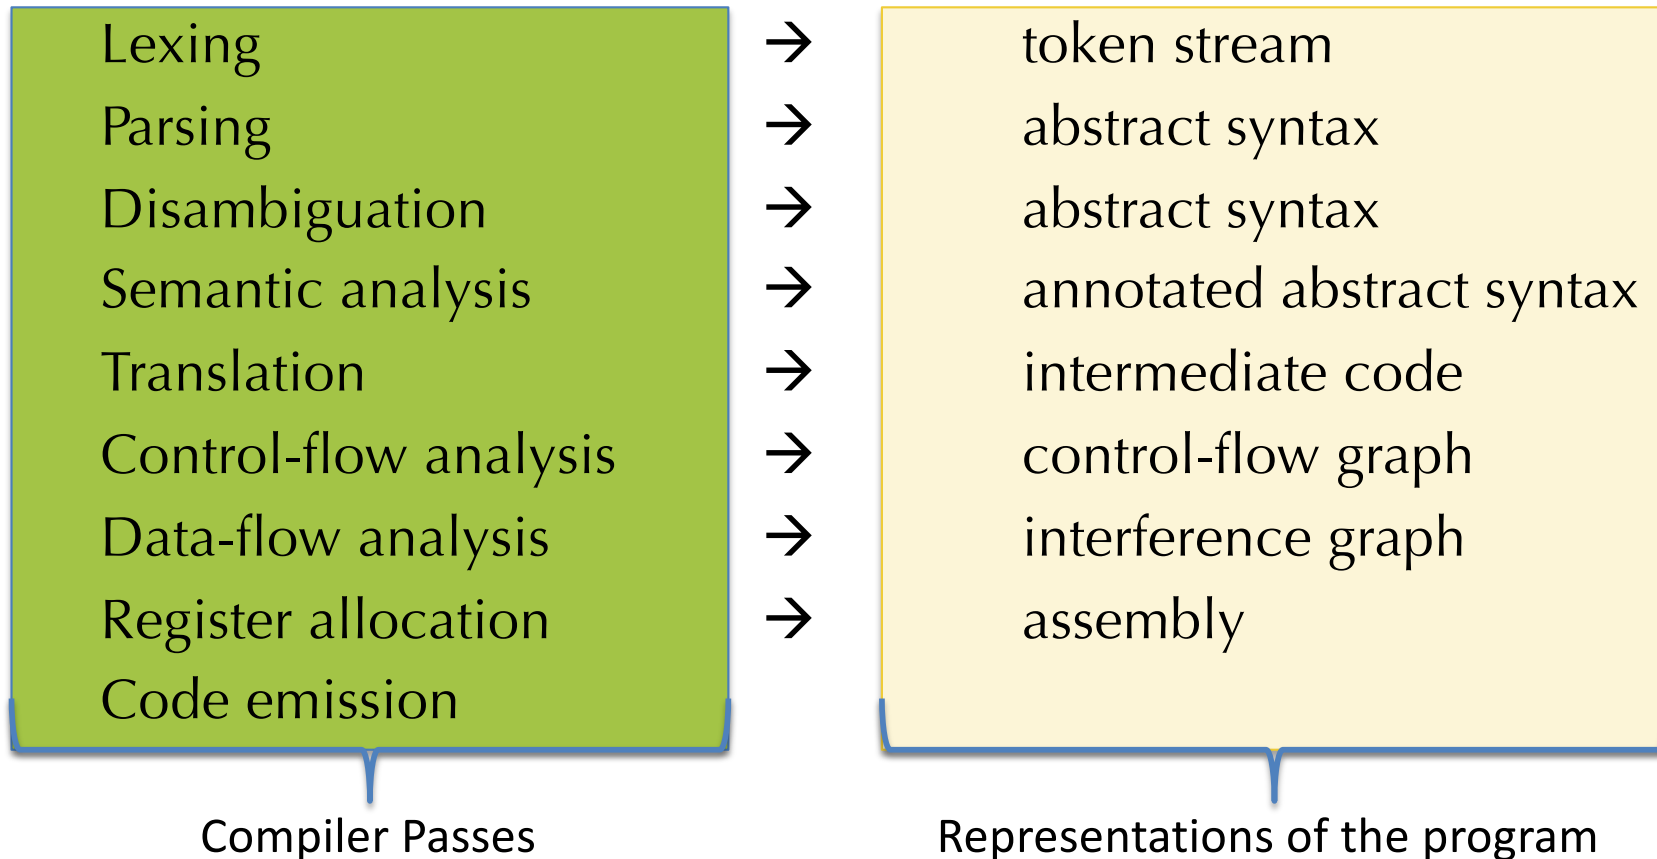 Lexing → token stream
Parsing → abstract syntax
Disambiguation → abstract syntax
Semantic analysis → annotated abstract syntax
Translation → intermediate code
Control-flow analysis → control-flow graph
Data-flow analysis → interference graph
Register allocation → assembly
Code emission
Compiler Passes Representations of the program